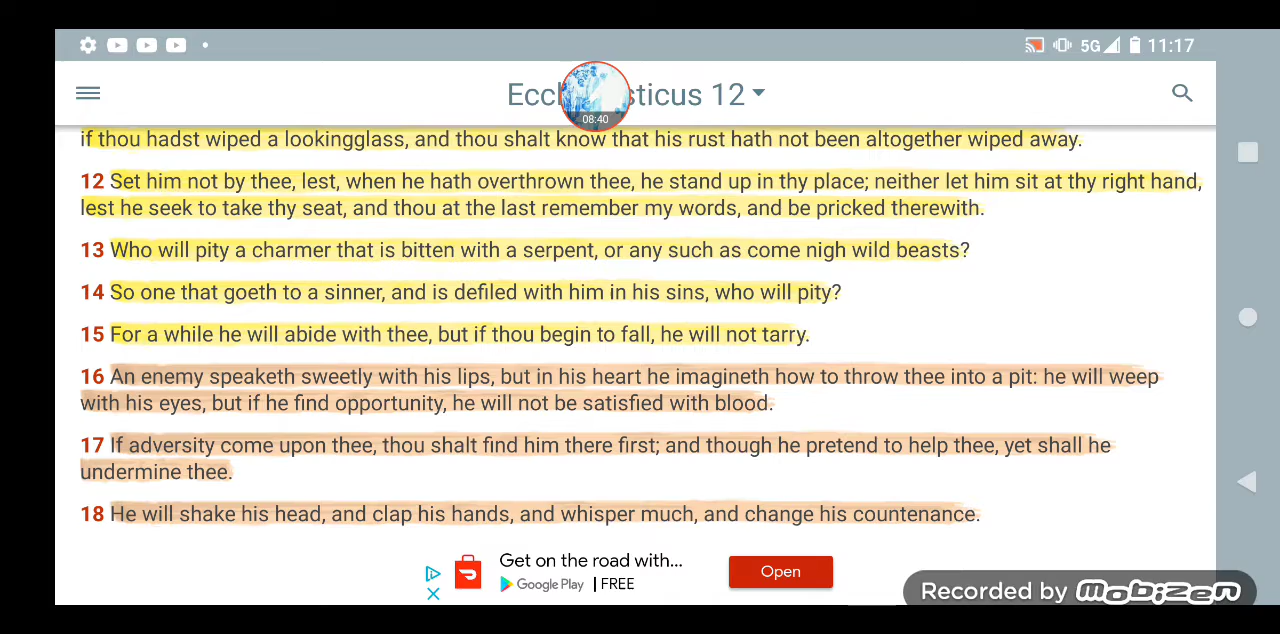 5G 11:17
Eccl sticus 12
08:40
if thou hadst wiped a lookingglass, and thou shalt know that his rust hath not been altogether wiped away.
12 Set him not by thee, lest, when he hath overthrown thee, he stand up in thy place; neither let him sit at thy right hand,
lest he seek to take thy seat, and thou at the last remember my words, and be pricked therewith.
13 Who will pity a charmer that is bitten with a serpent, or any such as come nigh wild beasts?
14 So one that goeth to a sinner, and is defiled with him in his sins, who will pity?
15 For a while he will abide with thee, but if thou begin to fall, he will not tarry.
16 An enemy speaketh sweetly with his lips, but in his heart he imagineth how to throw thee into a pit: he will weep
with his eyes, but if he find opportunity, he will not be satisfied with blood.
17 If adversity come upon thee, thou shalt find him there first; and though he pretend to help thee, yet shall he
undermine thee.
18 He will shake his head, and clap his hands, and whisper much, and change his countenance.
Get on the road with...
Google Play | FREE
Open
Recorded by mobizen